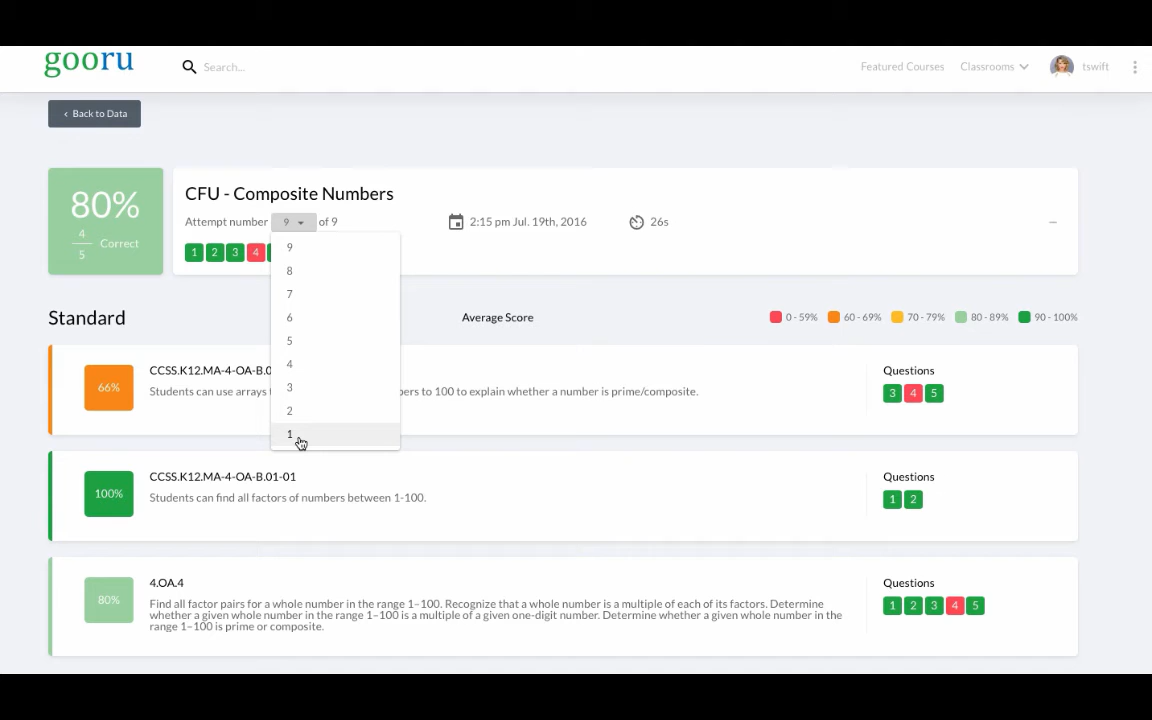 gooru
Search...
Featured Courses
Classrooms
tswift
‹ Back to Data
80%
4
5
Correct
CFU - Composite Numbers
Attempt number 9 of 9
2:15 pm Jul. 19th, 2016
26s
1 2 3 4
9
8
7
6
5
4
3
2
1
Standard
Average Score
0 - 59%
60 - 69%
70 - 79%
80 - 89%
90 - 100%
66%
CCSS.K12.MA-4-OA-B.0
Students can use arrays bers to 100 to explain whether a number is prime/composite.
Questions
3 4 5
100%
CCSS.K12.MA-4-OA-B.01-01
Students can find all factors of numbers between 1-100.
Questions
1 2
80%
4.OA.4
Find all factor pairs for a whole number in the range 1–100. Recognize that a whole number is a multiple of each of its factors. Determine
whether a given whole number in the range 1–100 is a multiple of a given one-digit number. Determine whether a given whole number in the
range 1–100 is prime or composite.
Questions
1 2 3 4 5